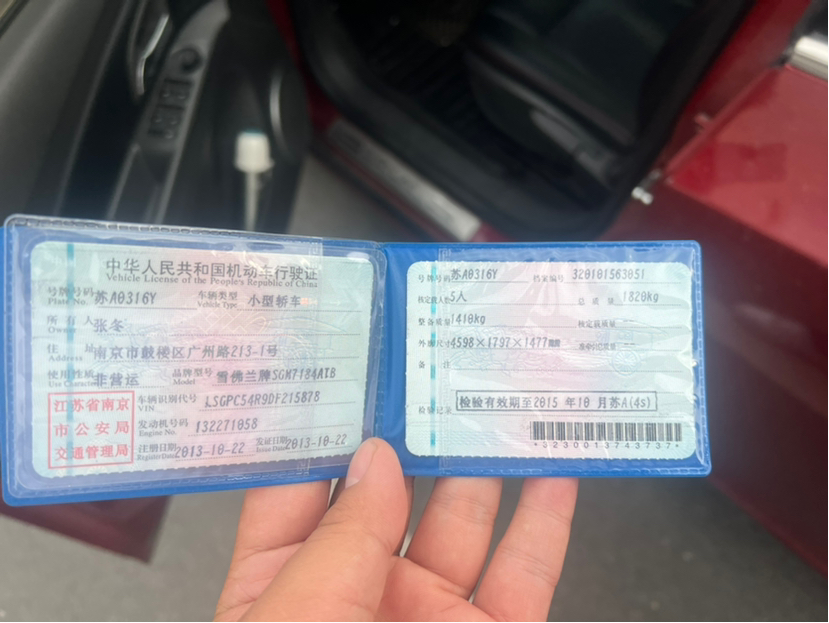 中华人民共和国机动车行驶证
Vehicle License of the People's Republic of China
号牌号码 苏A0316Y 车辆类型 小型轿车
Plate No. Vehicle Type
所有人 张冬
Owner
住址 南京市鼓楼区广州路213-1号
Address
使用性质 非营运 品牌型号 雪佛兰牌SGM7184ATB
Use Character Model
江苏省南京
市公安局
交通管理局
车辆识别代号 LSGPC54R9DF215878
VIN
发动机号码 132271058
Engine No.
注册日期 2013-10-22 发证日期 2013-10-22
Register Date Issue Date
号牌号码 苏A0316Y 档案编号 320101563051
核定载人数 5人 总质量 1820kg
整备质量 1410kg 核定载质量 --
外廓尺寸 4598×1797×1477
备注
检验记录 检验有效期至2015年10月苏A(4s)
*3230013743737*